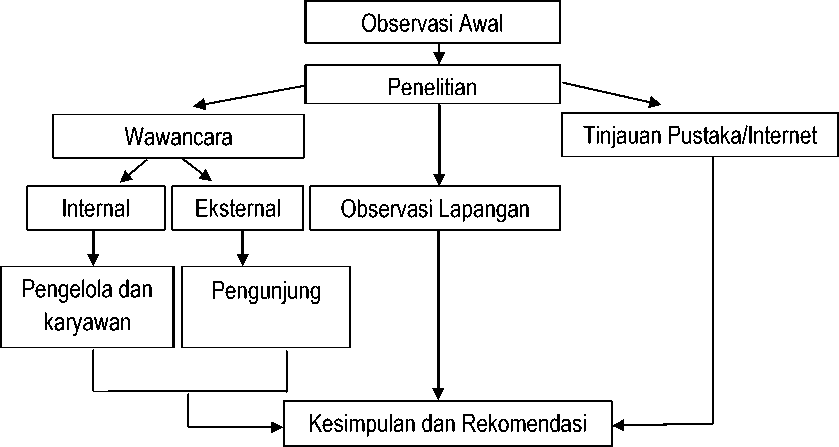 Observasi Awal
Penelitian
Wawancara
Tinjauan Pustaka/Internet
Internal
Eksternal
Observasi Lapangan
Pengelola dan
karyawan
Pengunjung
Kesimpulan dan Rekomendasi